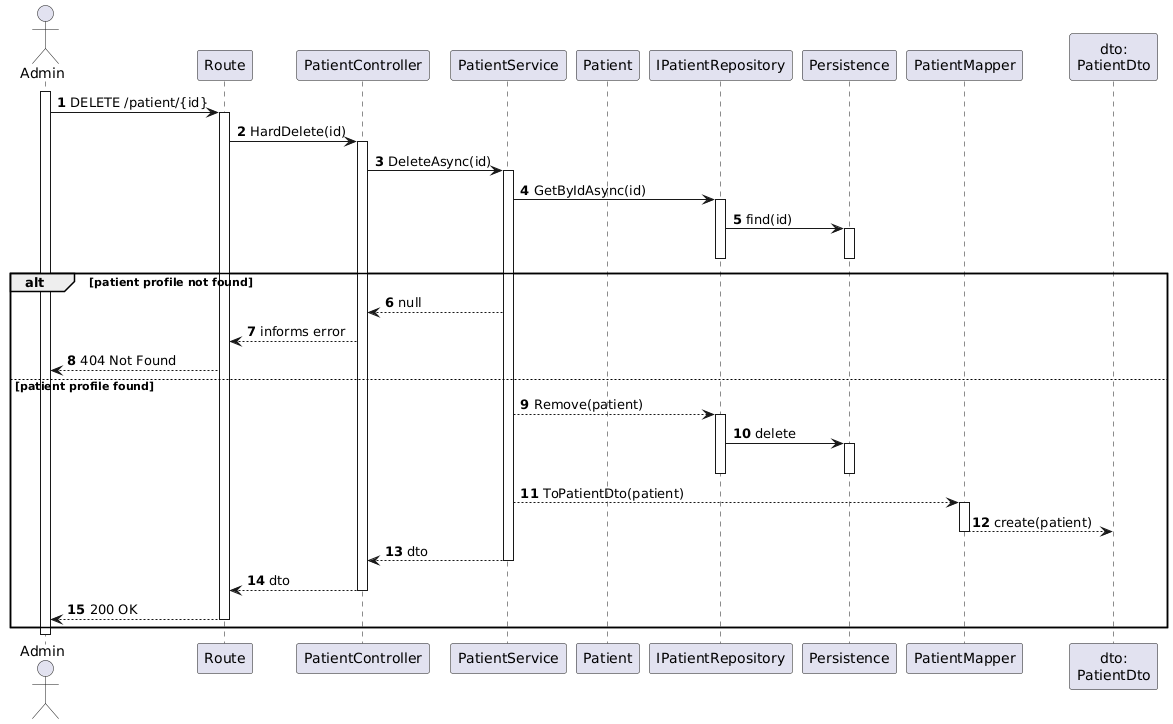 Admin
Route
PatientController
PatientService
Patient
IPatientRepository
Persistence
PatientMapper
dto:
PatientDto
1 DELETE /patient/{id}
2 HardDelete(id)
3 DeleteAsync(id)
4 GetByIdAsync(id)
5 find(id)
alt [patient profile not found]
6 null
7 informs error
8 404 Not Found
[patient profile found]
9 Remove(patient)
10 delete
11 ToPatientDto(patient)
12 create(patient)
13 dto
14 dto
15 200 OK
Admin
Route
PatientController
PatientService
Patient
IPatientRepository
Persistence
PatientMapper
dto:
PatientDto